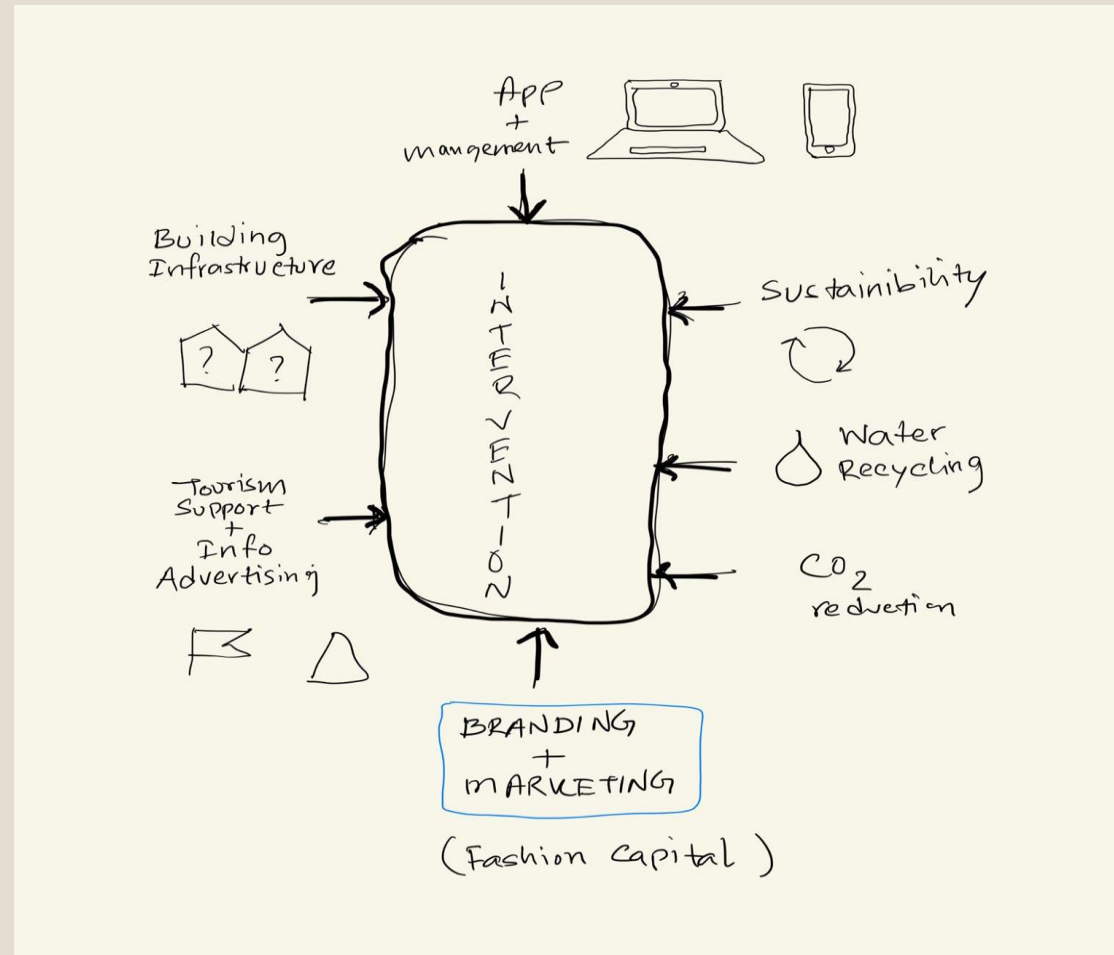 App
+
mangement
Building
Infrastructure
? ?
Tourism
Support
+
Info
Advertising
INTERVENTION
Sustainibility
Water
Recycling
CO2
reduction
BRANDING
+
MARKETING
(Fashion Capital)